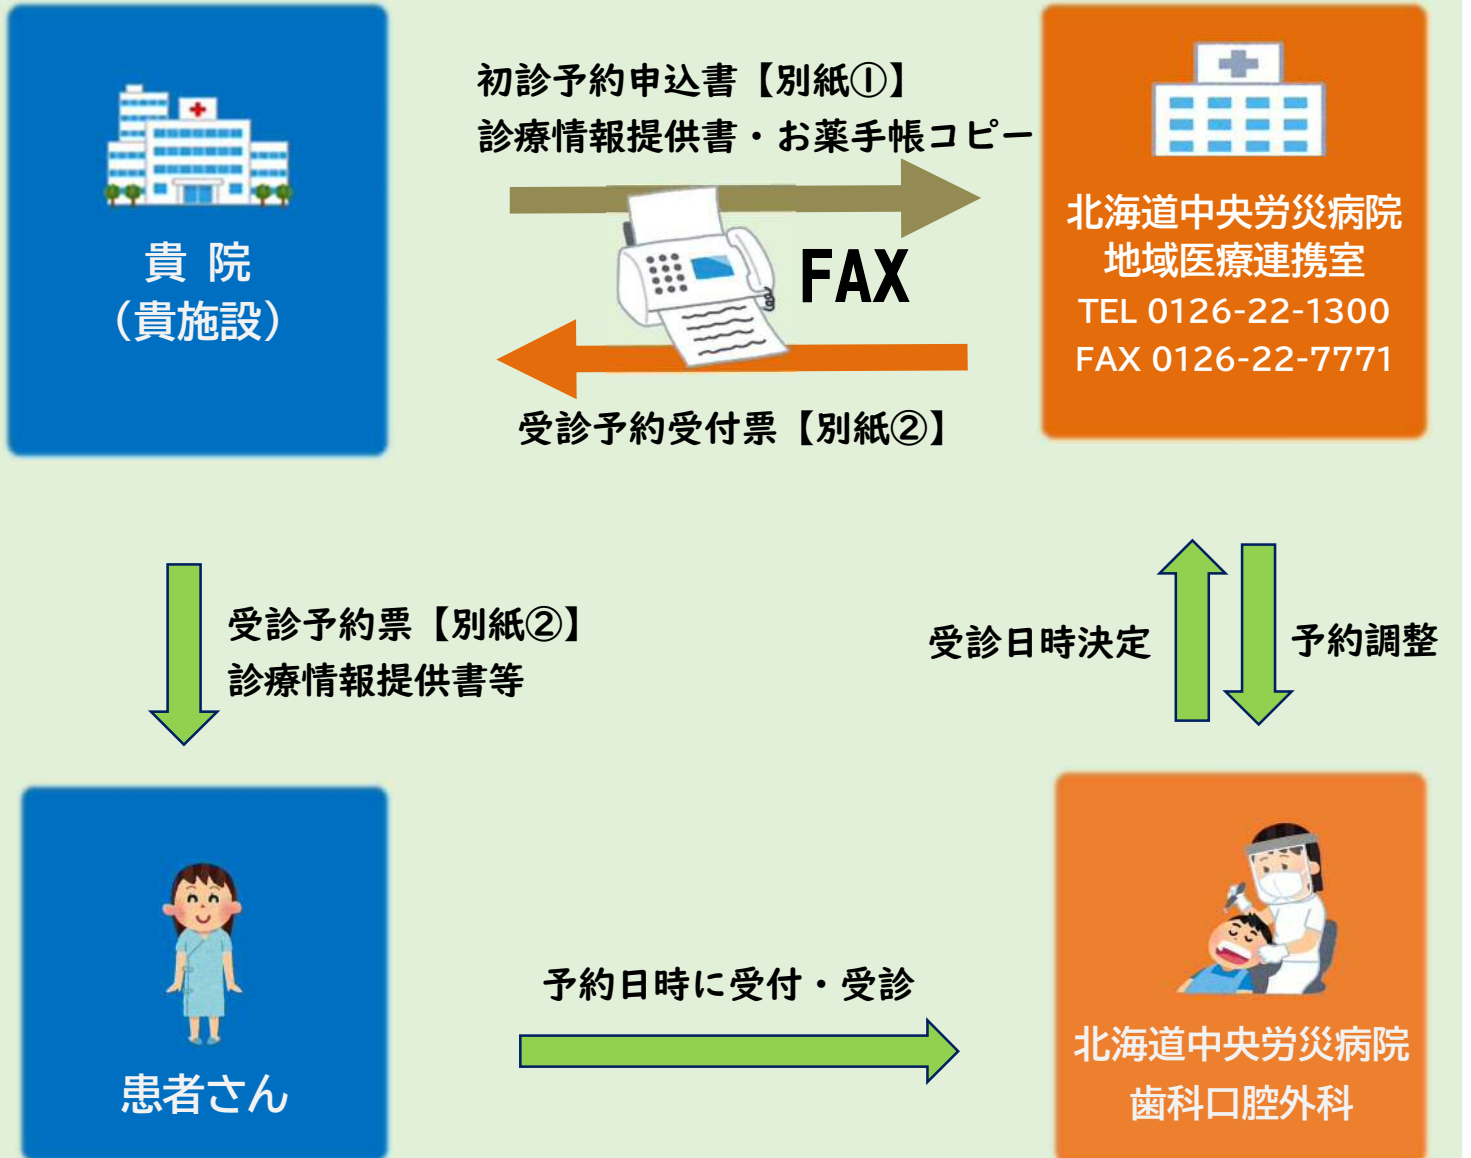 初診予約申込書【別紙①】
診療情報提供書・お薬手帳コピー
貴 院
（貴施設）
FAX
北海道中央労災病院
地域医療連携室
TEL 0126-22-1300
FAX 0126-22-7771
受診予約受付票【別紙②】
受診予約票【別紙②】
診療情報提供書等
受診日時決定
予約調整
患者さん
予約日時に受付・受診
北海道中央労災病院
歯科口腔外科